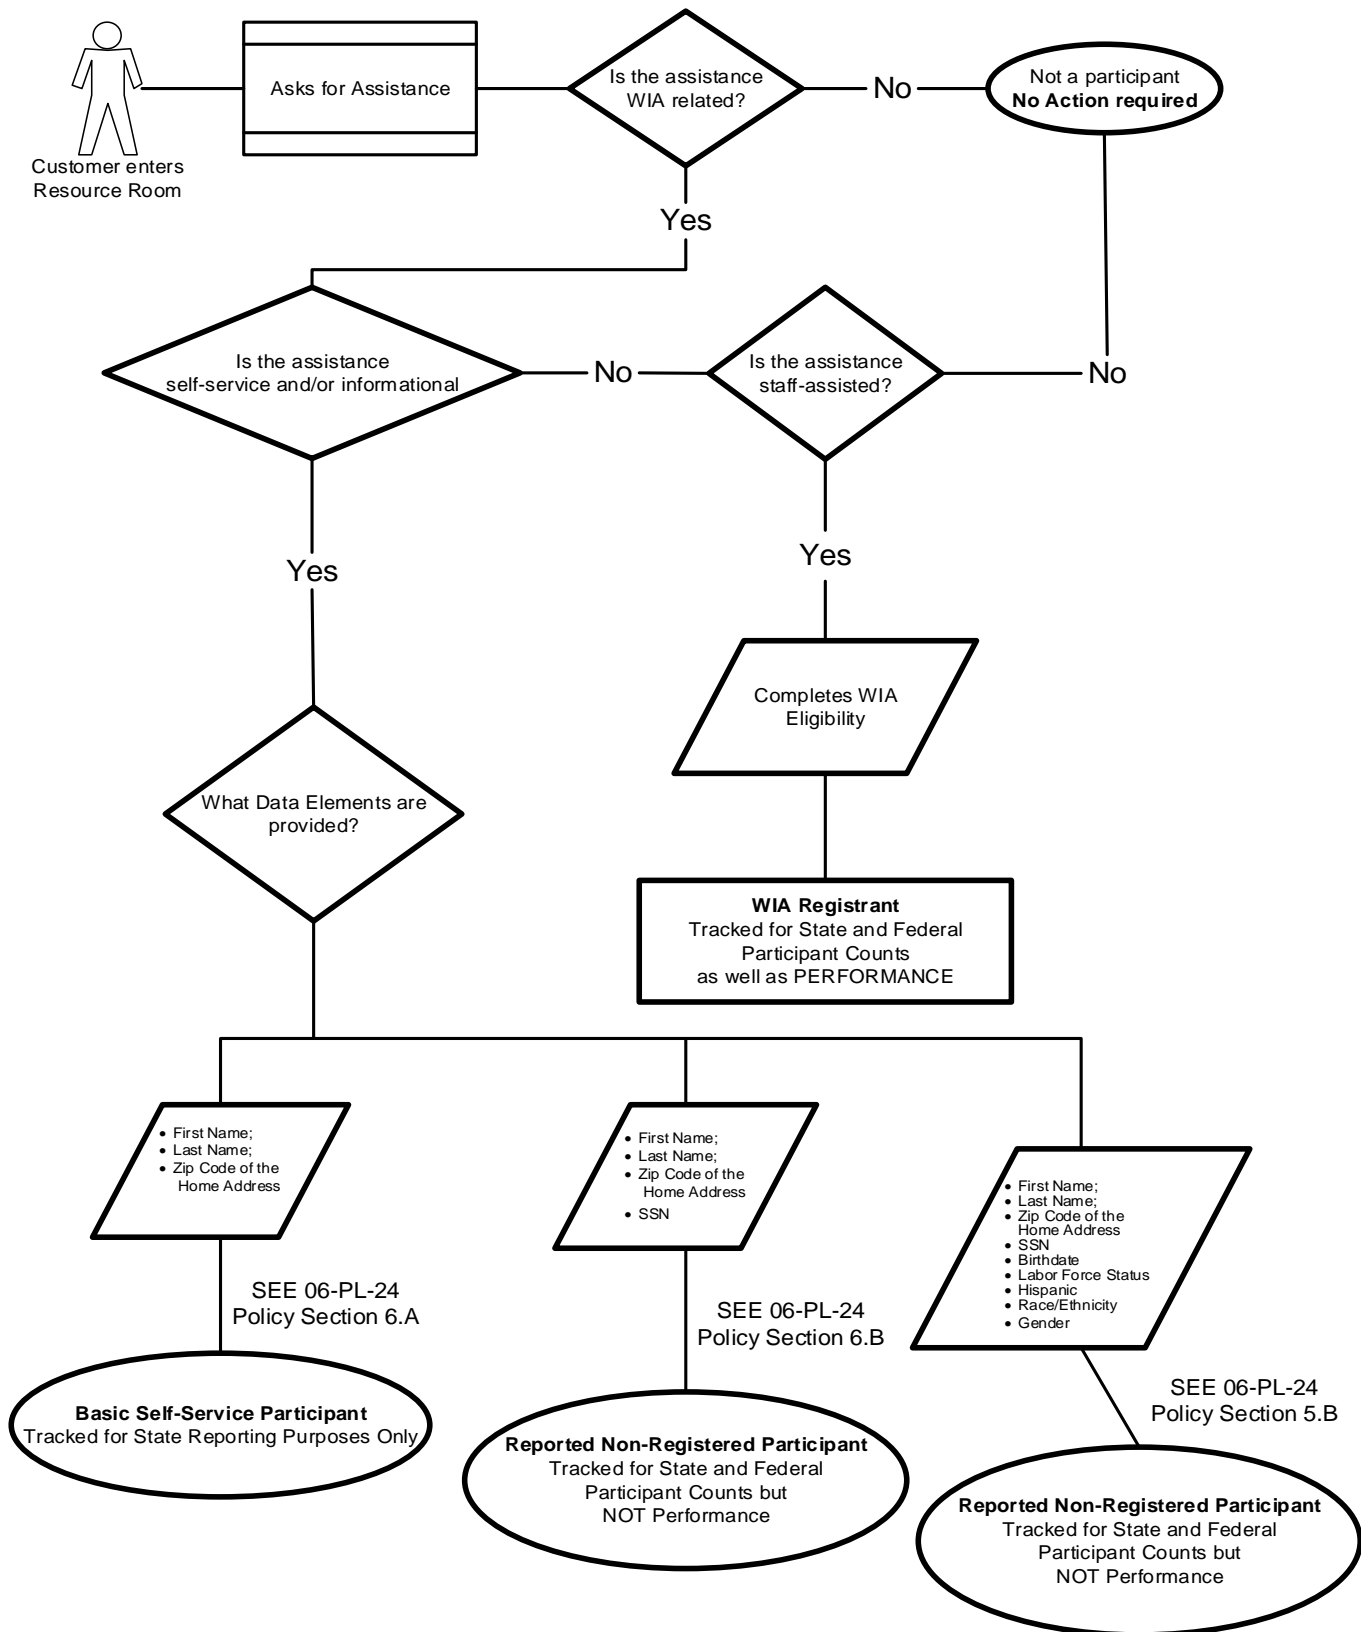 Customer enters
Resource Room
Asks for Assistance
Is the assistance
WIA related?
No
Not a participant
No Action required
Yes
Is the assistance
self-service and/or informational
No
Is the assistance
staff-assisted?
No
Yes
Yes
Completes WIA
Eligibility
What Data Elements are
provided?
WIA Registrant
Tracked for State and Federal
Participant Counts
as well as PERFORMANCE
• First Name;
• Last Name;
• Zip Code of the
Home Address
• First Name;
• Last Name;
• Zip Code of the
Home Address
• SSN
• First Name;
• Last Name;
• Zip Code of the
Home Address
• SSN
• Birthdate
• Labor Force Status
• Hispanic
• Race/Ethnicity
• Gender
SEE 06-PL-24
Policy Section 6.A
SEE 06-PL-24
Policy Section 6.B
SEE 06-PL-24
Policy Section 5.B
Basic Self-Service Participant
Tracked for State Reporting Purposes Only
Reported Non-Registered Participant
Tracked for State and Federal
Participant Counts but
NOT Performance
Reported Non-Registered Participant
Tracked for State and Federal
Participant Counts but
NOT Performance